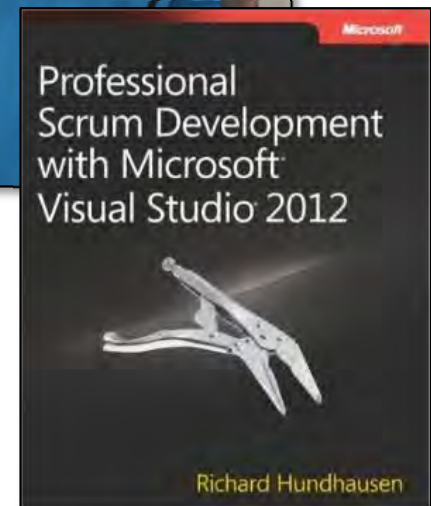 Microsoft
Professional
Scrum Development
with Microsoft®
Visual Studio® 2012
Richard Hundhausen